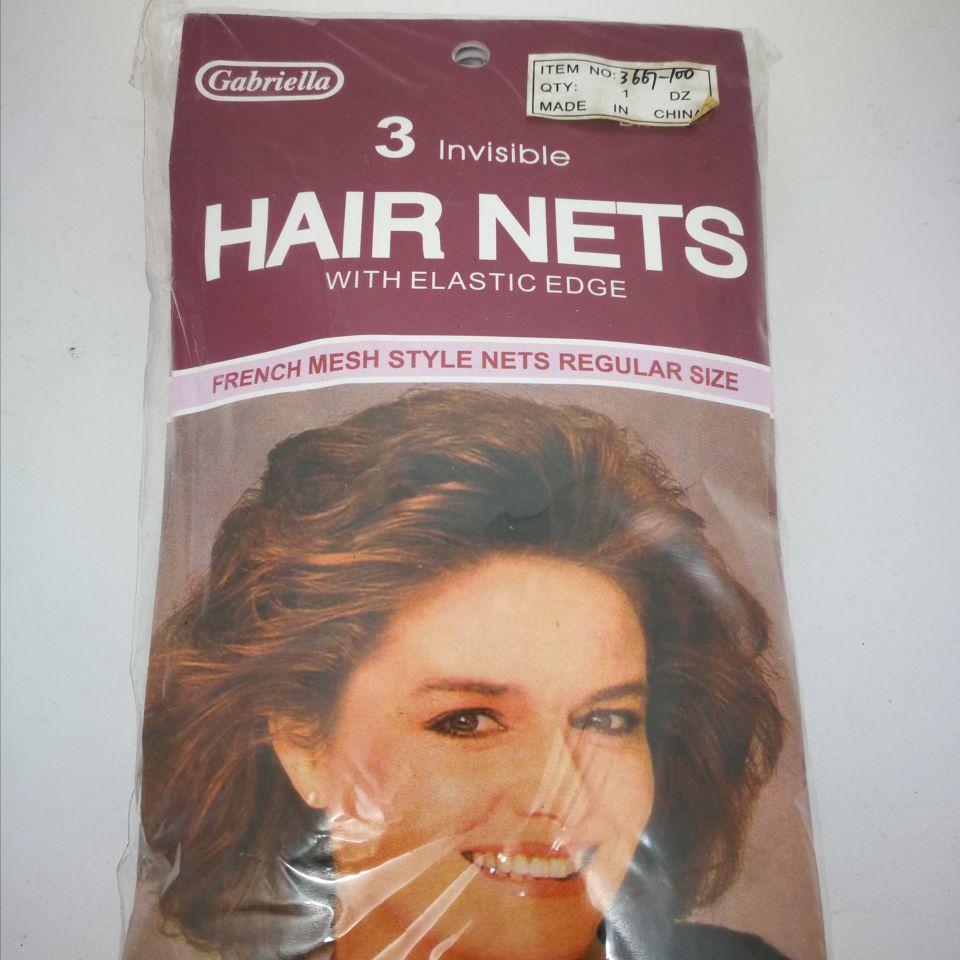 Gabriella
ITEM NO: 3667-100
QTY: 1 DZ
MADE IN CHINA
3 Invisible
HAIR NETS
WITH ELASTIC EDGE
FRENCH MESH STYLE NETS REGULAR SIZE